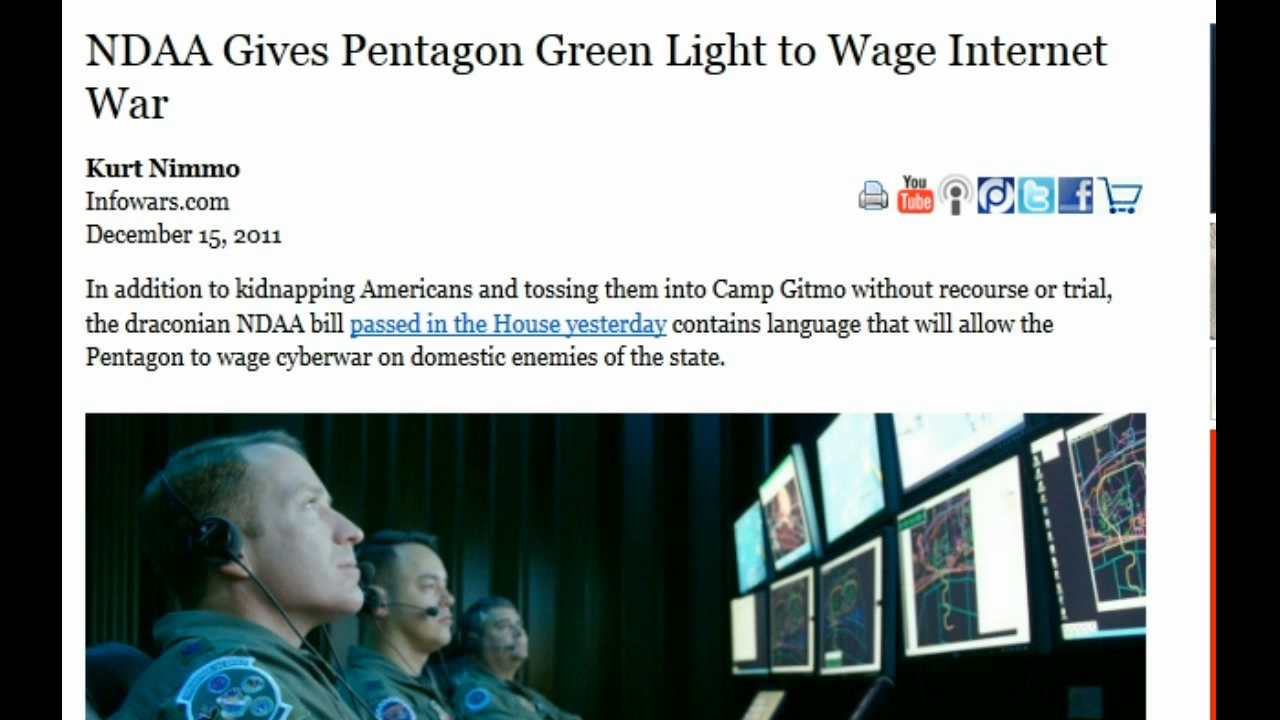 NDAA Gives Pentagon Green Light to Wage Internet
War
Kurt Nimmo
Infowars.com
December 15, 2011
You
Tube
In addition to kidnapping Americans and tossing them into Camp Gitmo without recourse or trial,
the draconian NDAA bill passed in the House yesterday contains language that will allow the
Pentagon to wage cyberwar on domestic enemies of the state.